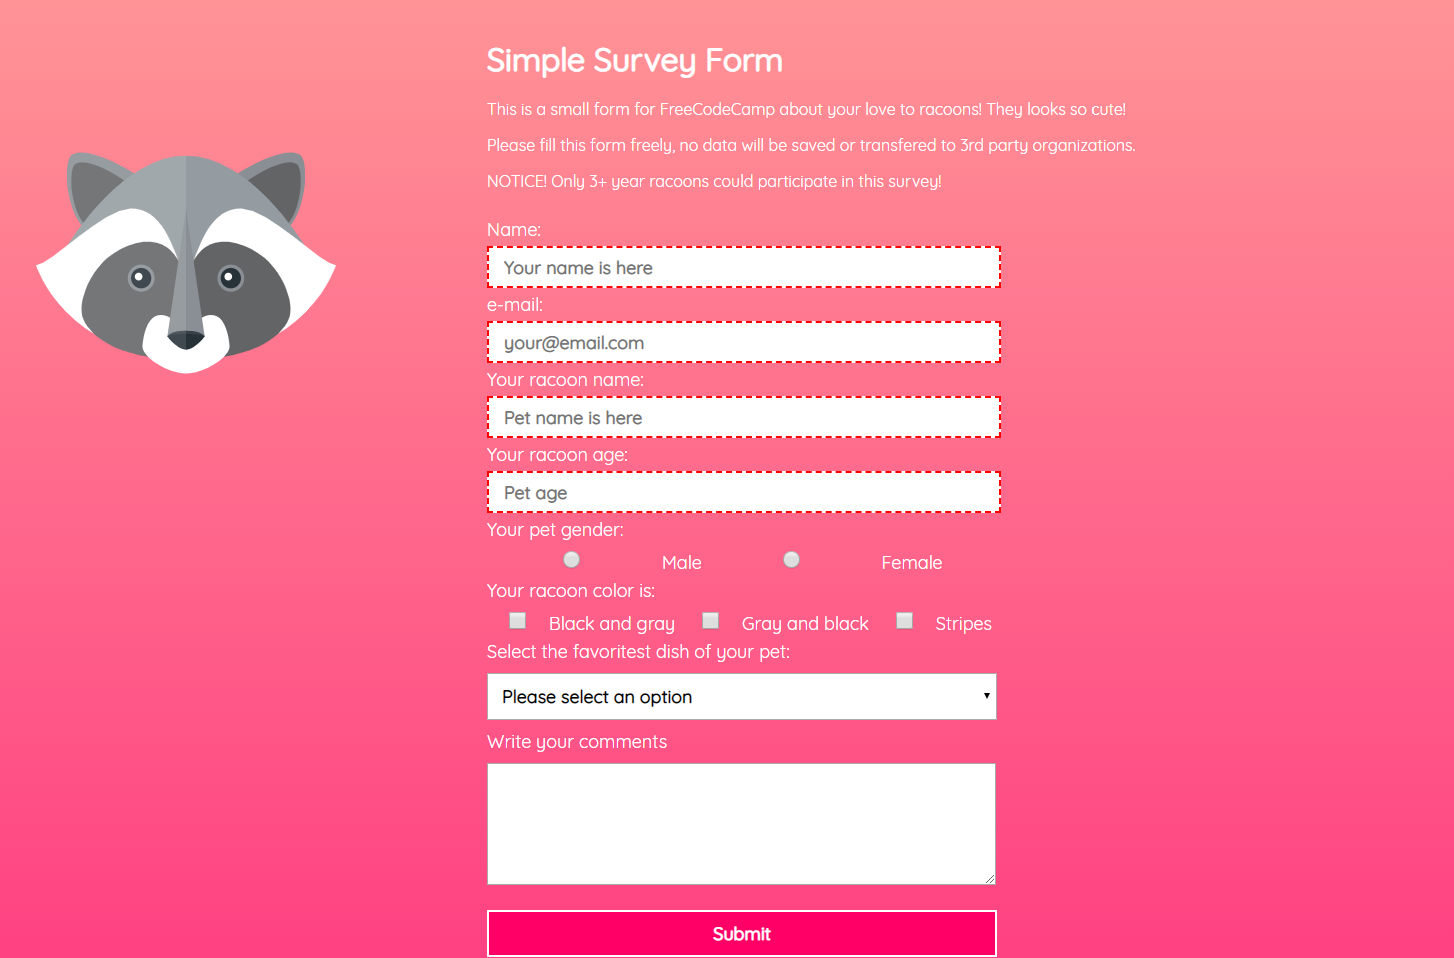 Simple Survey Form
This is a small form for FreeCodeCamp about your love to racoons! They looks so cute!
Please fill this form freely, no data will be saved or transfered to 3rd party organizations.
NOTICE! Only 3+ year racoons could participate in this survey!
Name:
Your name is here
e-mail:
your@email.com
Your racoon name:
Pet name is here
Your racoon age:
Pet age
Your pet gender:
Male Female
Your racoon color is:
Black and gray Gray and black Stripes
Select the favoritest dish of your pet:
Please select an option
Write your comments
Submit